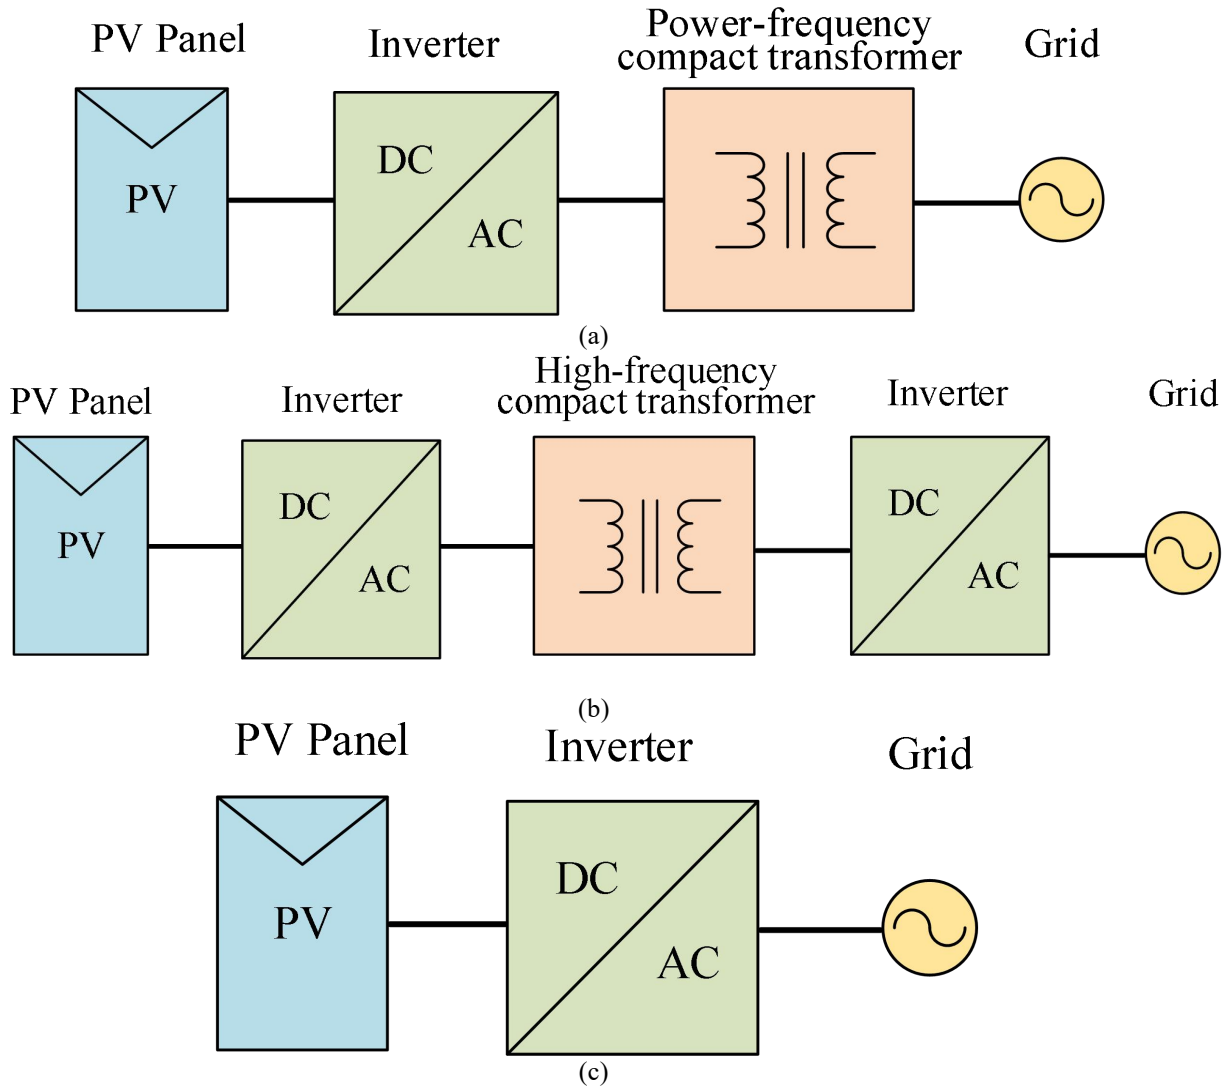 PV Panel
Inverter
Power-frequency
compact transformer
Grid
PV
DC
AC
(a)
PV Panel
Inverter
High-frequency
compact transformer
Inverter
Grid
PV
DC
AC
DC
AC
(b)
PV Panel
Inverter
Grid
PV
DC
AC
(c)